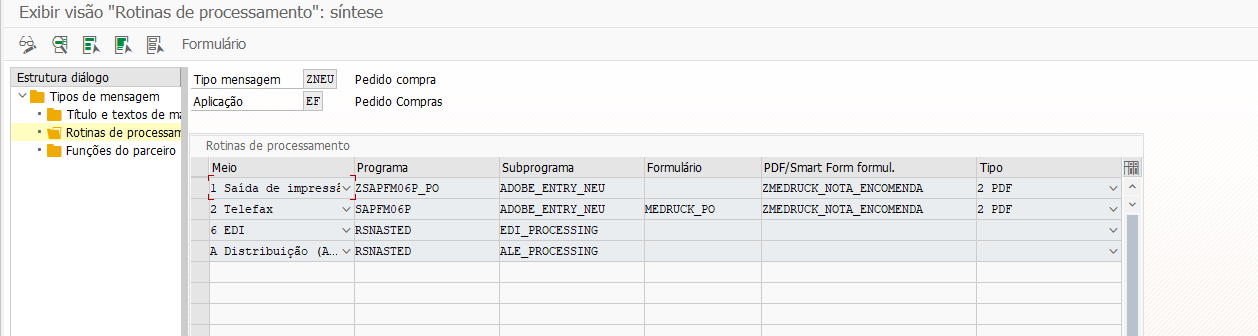 Exibir visão "Rotinas de processamento": síntese
Formulário
Estrutura diálogo
Tipos de mensagem
Título e textos de ma
Rotinas de processam
Funções do parceiro
Tipo mensagem ZNEU Pedido compra
Aplicação EF Pedido Compras
Rotinas de processamento
Meio Programa Subprograma Formulário PDF/Smart Form formul. Tipo
1 Saída de impressã ZSAPFM06P_PO ADOBE_ENTRY_NEU ZMEDRUCK_NOTA_ENCOMENDA 2 PDF
2 Telefax SAPFM06P ADOBE_ENTRY_NEU MEDRUCK_PO ZMEDRUCK_NOTA_ENCOMENDA 2 PDF
6 EDI RSNASTED EDI_PROCESSING
A Distribuição (A... RSNASTED ALE_PROCESSING